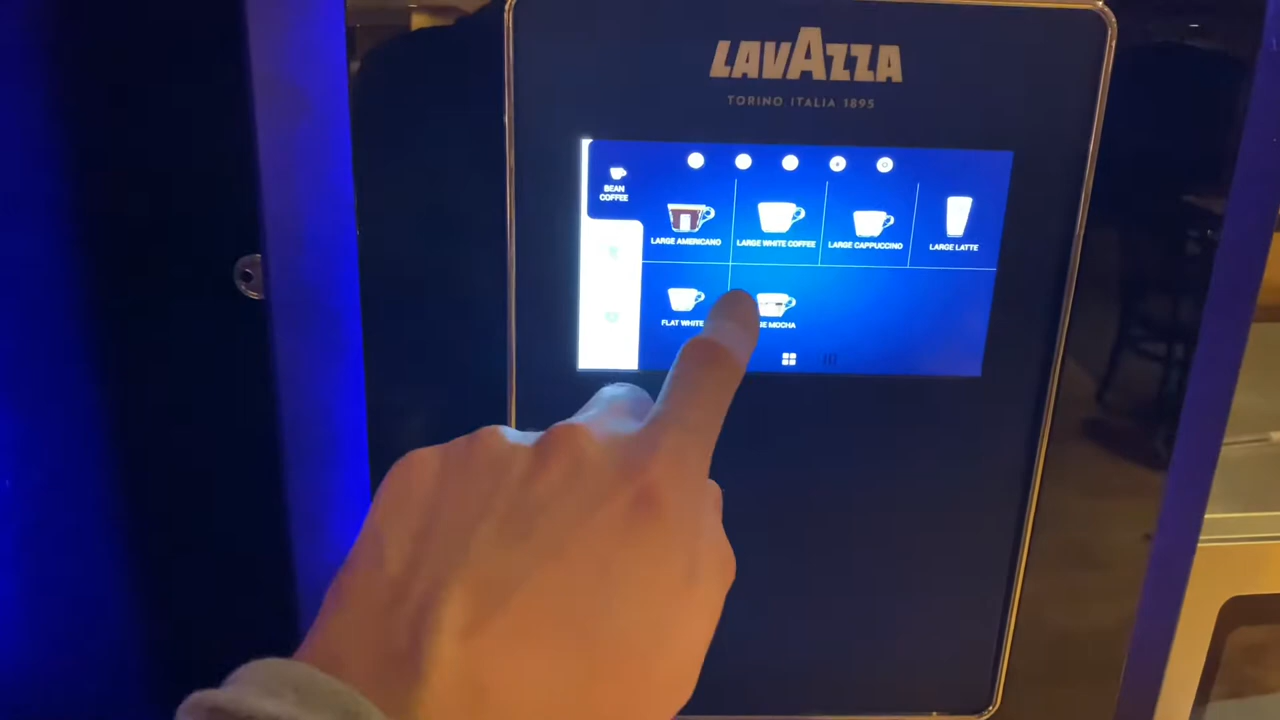 LAVAZZA
TORINO, ITALIA, 1895
BEAN
COFFEE
LARGE AMERICANO
LARGE WHITE COFFEE
LARGE CAPPUCCINO
LARGE LATTE
FLAT WHITE
MOCHA